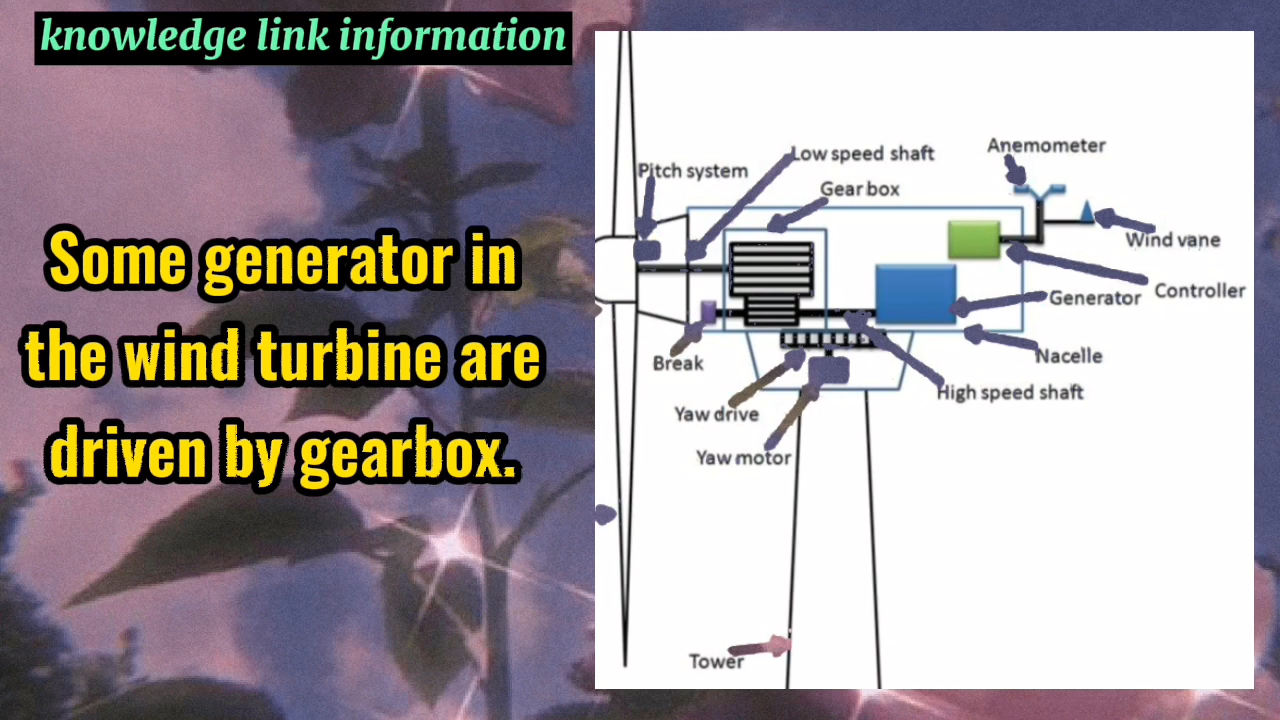 knowledge link information
Some generator in
the wind turbine are
driven by gearbox.
Low speed shaft
Anemometer
Pitch system
Gear box
Wind vane
Controller
Generator
Nacelle
Break
High speed shaft
Yaw drive
Yaw motor
Tower